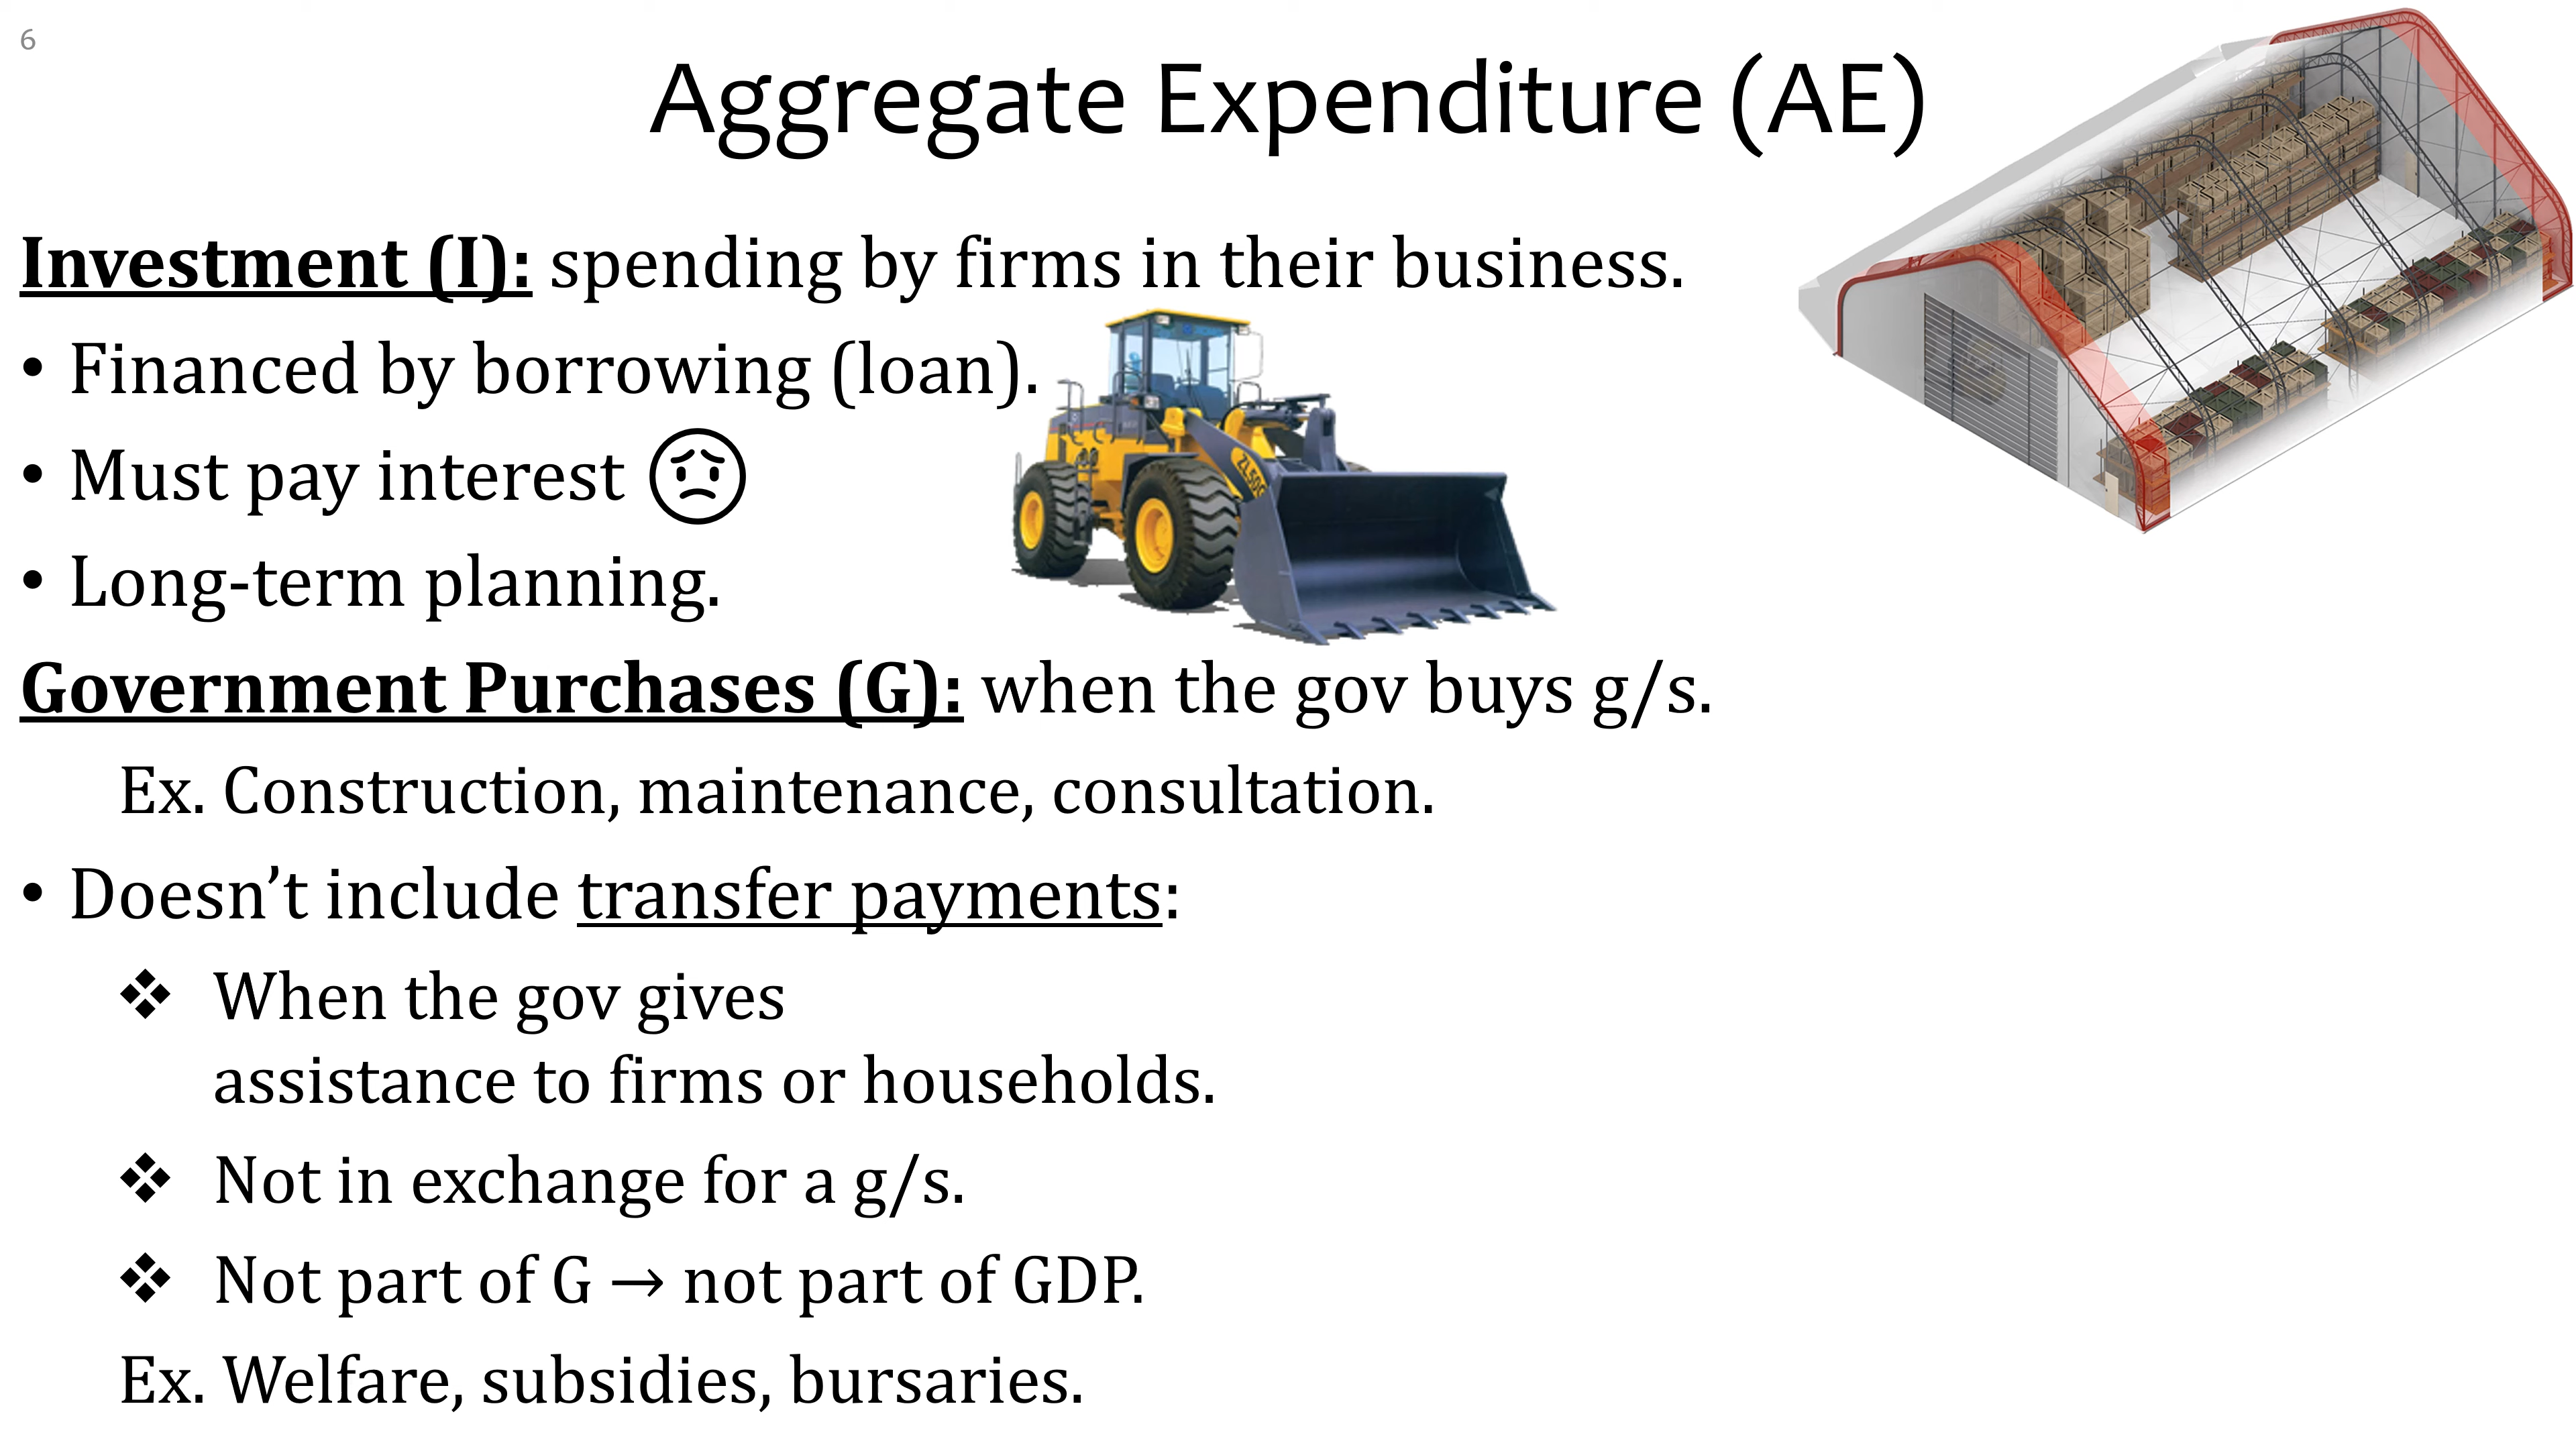 6
Aggregate Expenditure (AE)
Investment (I): spending by firms in their business.
• Financed by borrowing (loan).
• Must pay interest 😟
• Long-term planning.
ZL50G
Government Purchases (G): when the gov buys g/s.
Ex. Construction, maintenance, consultation.
• Doesn’t include transfer payments:
❖ When the gov gives
assistance to firms or households.
❖ Not in exchange for a g/s.
❖ Not part of G → not part of GDP.
Ex. Welfare, subsidies, bursaries.